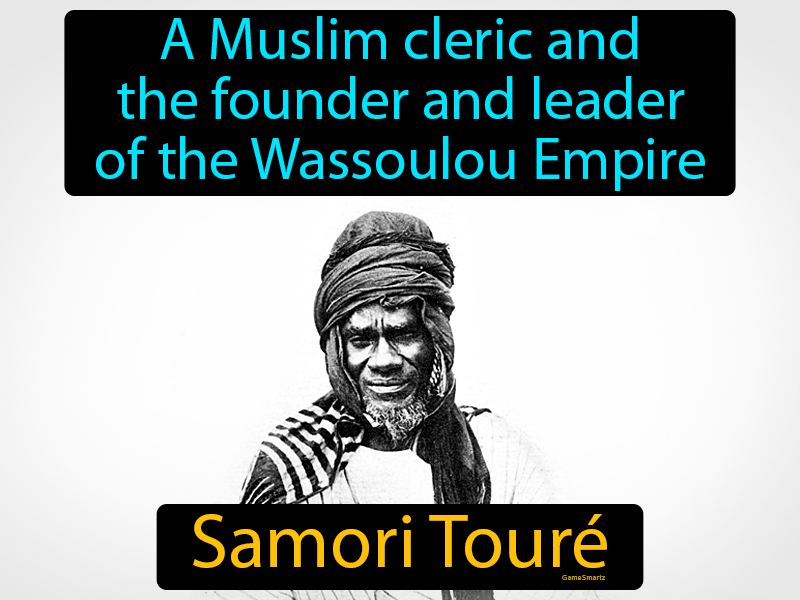 A Muslim cleric and
the founder and leader
of the Wassoulou Empire
Samori Touré
GameSmartz